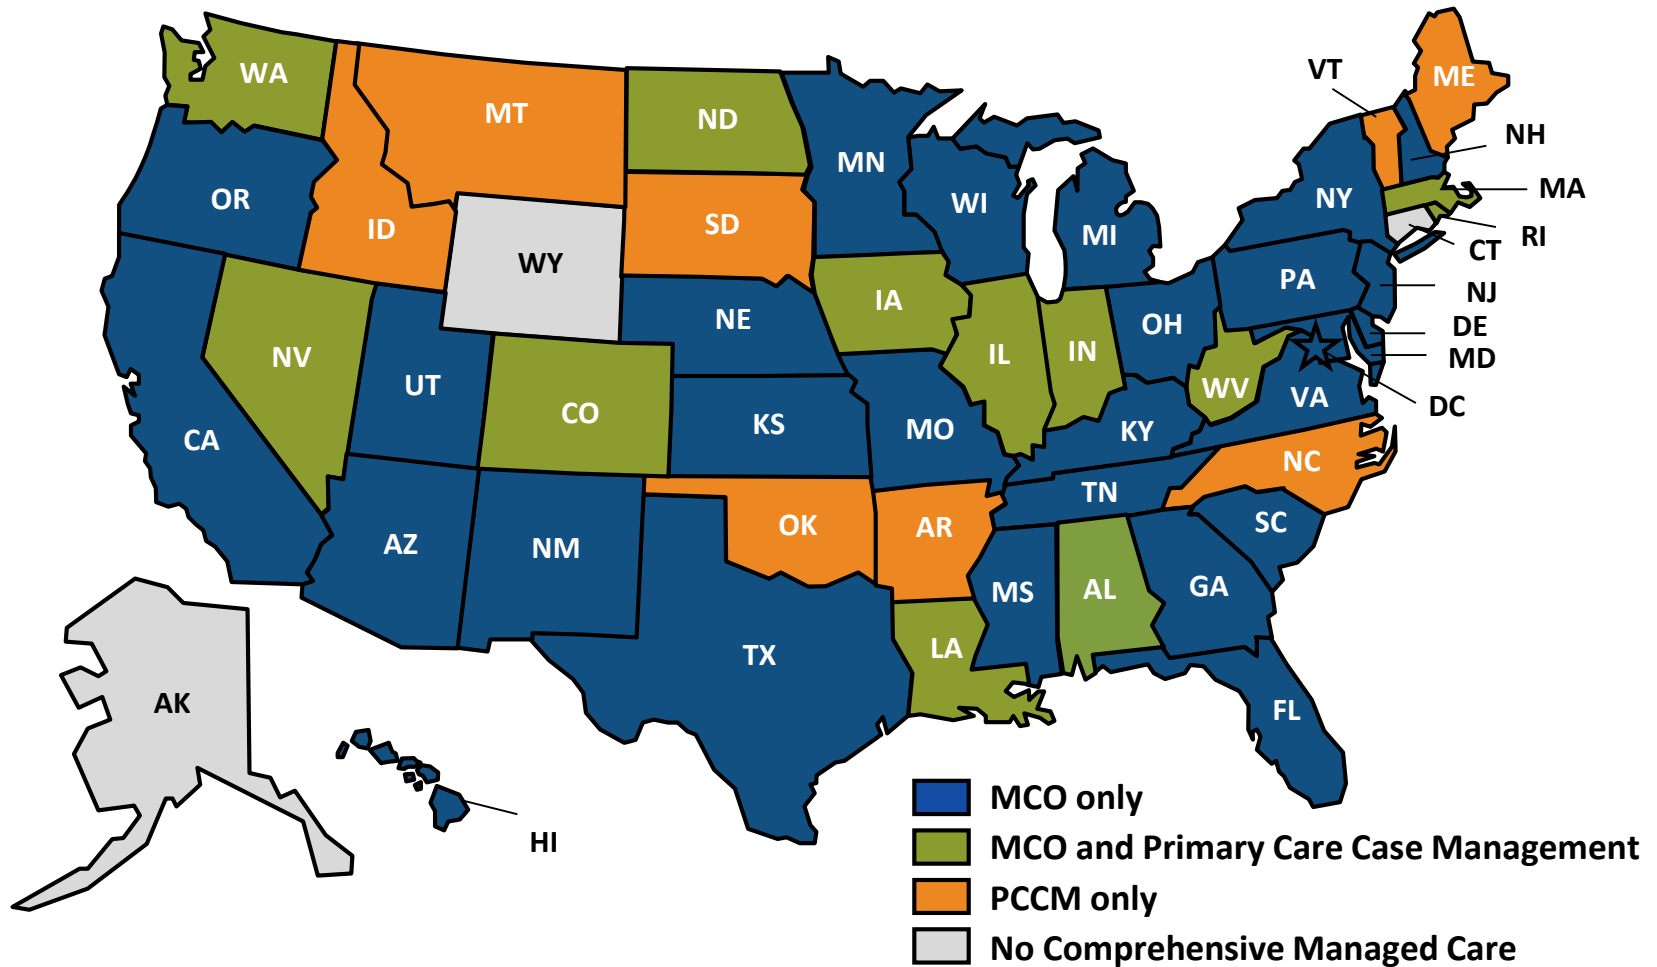 WA
MT
ND
MN
VT
ME
NH
OR
ID
SD
WI
MI
NY
MA
RI
CT
WY
PA
NJ
NE
IA
IL
IN
OH
DE
MD
NV
UT
CO
KS
MO
KY
WV
VA
DC
CA
AZ
NM
OK
AR
TN
NC
SC
MS
AL
GA
LA
TX
FL
AK
HI
MCO only
MCO and Primary Care Case Management
PCCM only
No Comprehensive Managed Care